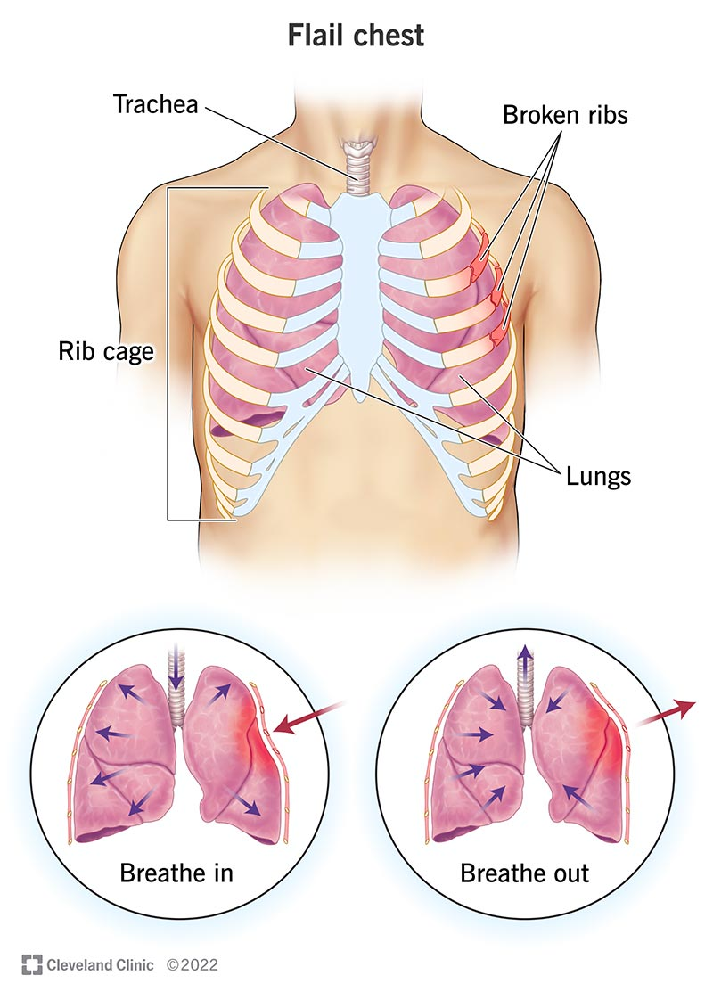 Flail chest
Trachea
Broken ribs
Rib cage
Lungs
Breathe in
Breathe out
Cleveland Clinic ©2022